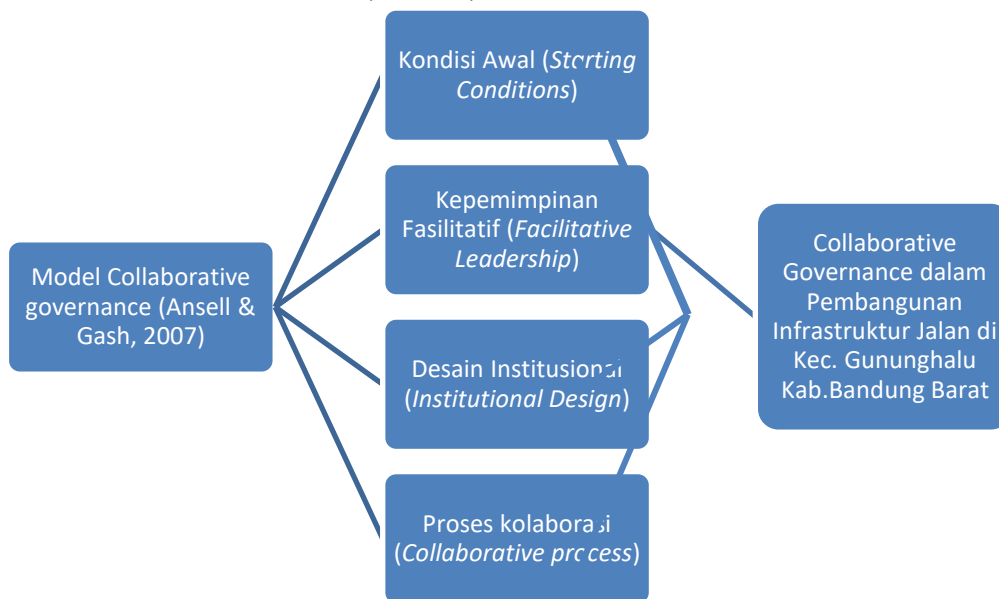 Kondisi Awal (Starting
Conditions)
Kepemimpinan
Fasilitatif (Facilitative
Leadership)
Model Collaborative
governance (Ansell &
Gash, 2007)
Desain Institusional
(Institutional Design)
Proses kolaborasi
(Collaborative process)
Collaborative
Governance dalam
Pembangunan
Infrastruktur Jalan di
Kec. Gununghalu
Kab.Bandung Barat